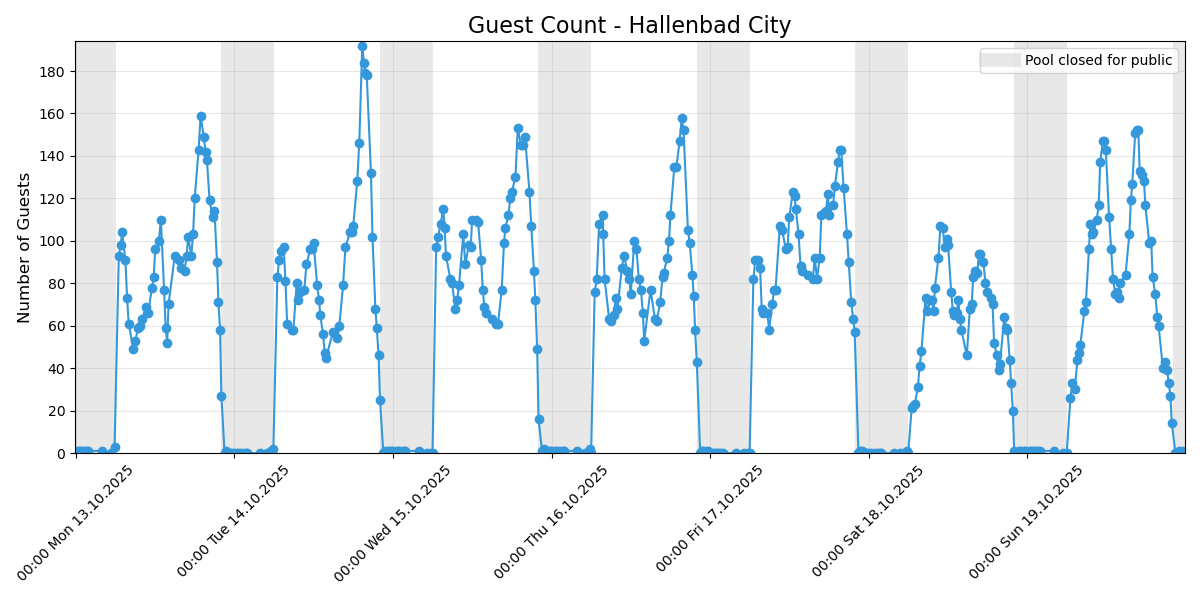 Guest Count - Hallenbad City
Pool closed for public
Number of Guests
180
160
140
120
100
80
60
40
20
0
00:00 Mon 13.10.2025
00:00 Tue 14.10.2025
00:00 Wed 15.10.2025
00:00 Thu 16.10.2025
00:00 Fri 17.10.2025
00:00 Sat 18.10.2025
00:00 Sun 19.10.2025